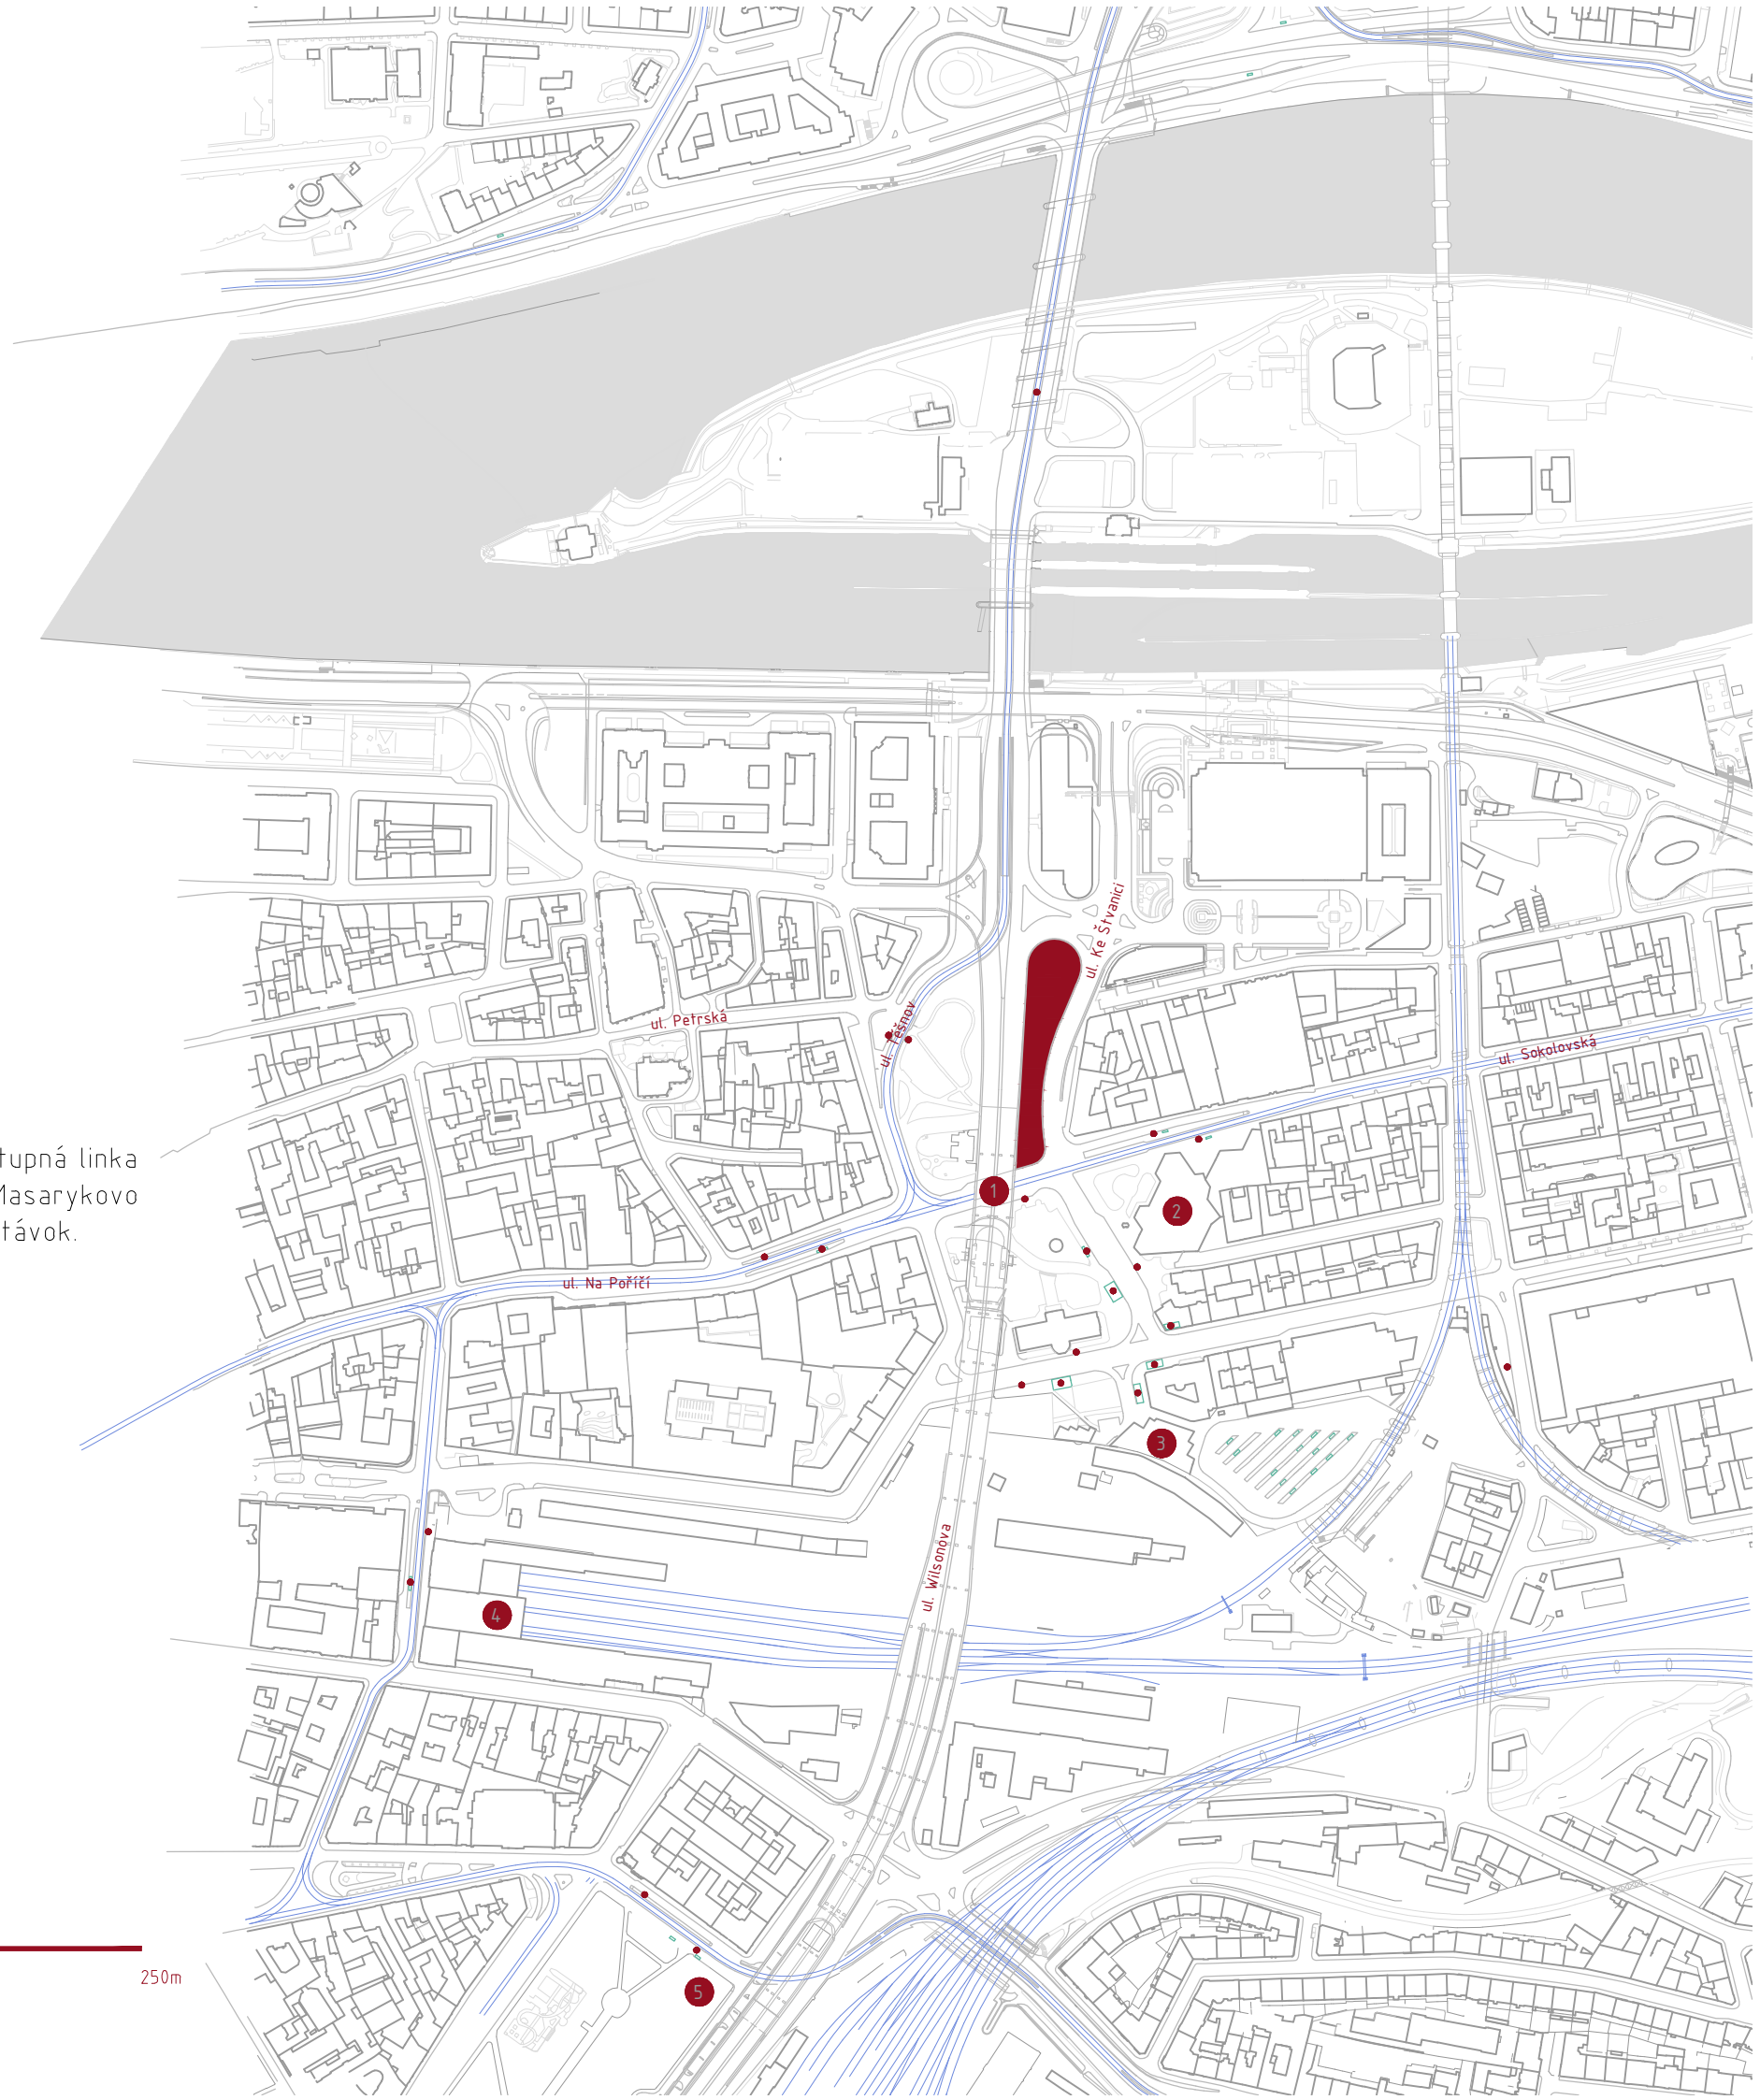 ul. Ke Štvanici
ul. Petrská
ul. Těšnov
ul. Sokolovská
tupná linka
Masarykovo
távok.
1
2
ul. Na Poříčí
3
ul. Wilsonova
4
250m
5